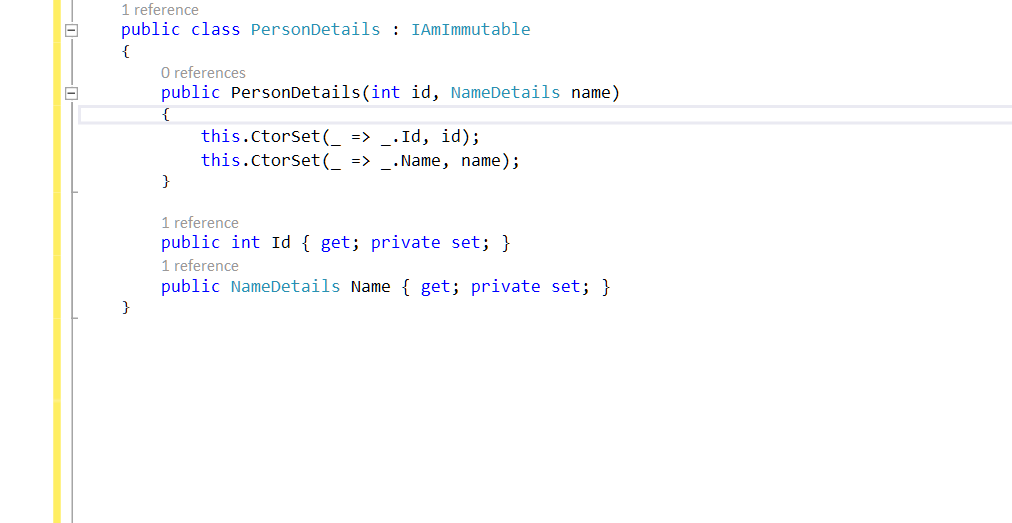 1 reference
public class PersonDetails : IAmImmutable
{
0 references
public PersonDetails(int id, NameDetails name)
{
this.CtorSet(_ => _.Id, id);
this.CtorSet(_ => _.Name, name);
}
1 reference
public int Id { get; private set; }
1 reference
public NameDetails Name { get; private set; }
}